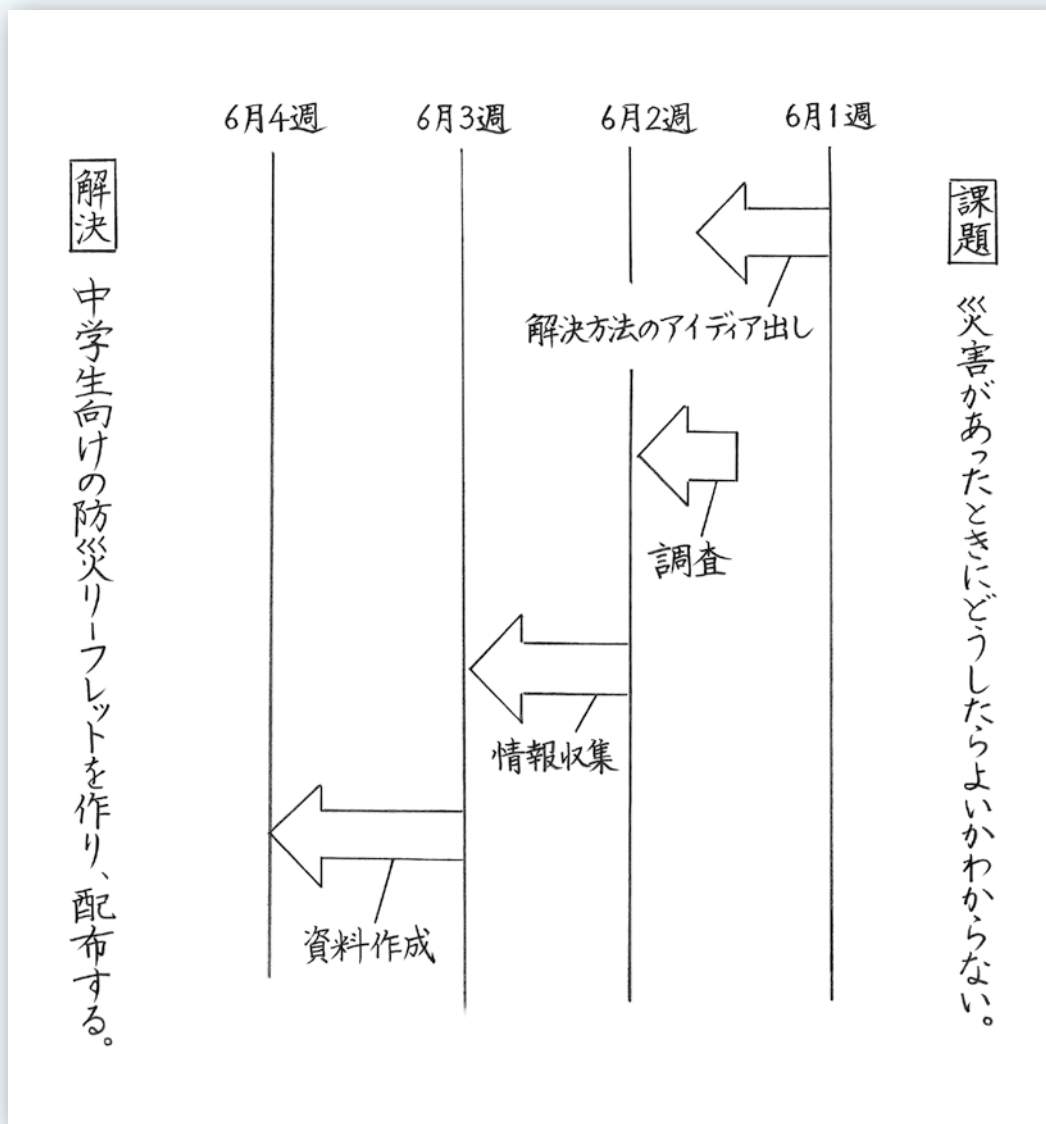 課題
災害があったときにどうしたらよいかわからない。
6月1週
6月2週
6月3週
6月4週
解決方法のアイディア出し
調査
情報収集
資料作成
解決
中学生向けの防災リーフレットを作り、配布する。